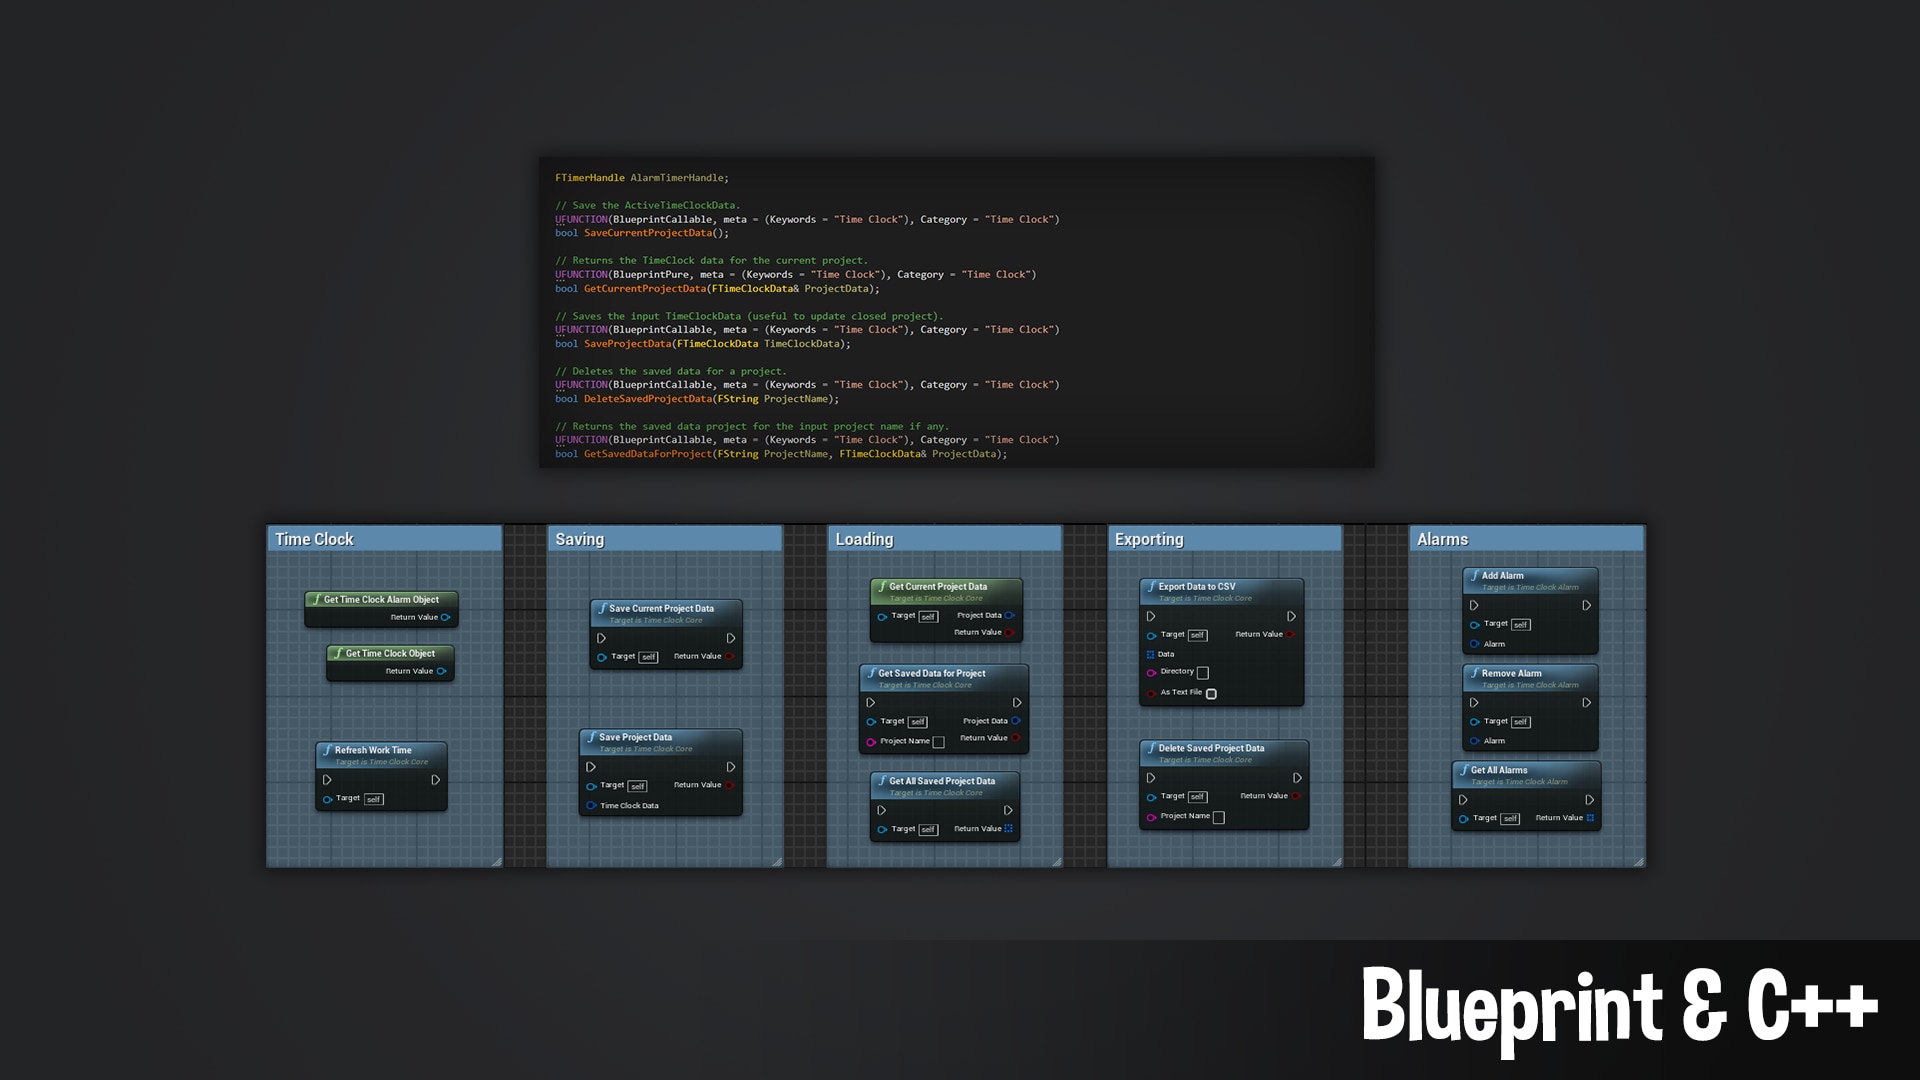 FTimerHandle AlarmTimerHandle;
// Save the ActiveTimeClockData.
UFUNCTION(BlueprintCallable, meta = (Keywords = "Time Clock"), Category = "Time Clock")
bool SaveCurrentProjectData();
// Returns the TimeClock data for the current project.
UFUNCTION(BlueprintPure, meta = (Keywords = "Time Clock"), Category = "Time Clock")
bool GetCurrentProjectData(FTimeClockData& ProjectData);
// Saves the input TimeClockData (useful to update closed project).
UFUNCTION(BlueprintCallable, meta = (Keywords = "Time Clock"), Category = "Time Clock")
bool SaveProjectData(FTimeClockData TimeClockData);
// Deletes the saved data for a project.
UFUNCTION(BlueprintCallable, meta = (Keywords = "Time Clock"), Category = "Time Clock")
bool DeleteSavedProjectData(FString ProjectName);
// Returns the saved data project for the input project name if any.
UFUNCTION(BlueprintCallable, meta = (Keywords = "Time Clock"), Category = "Time Clock")
bool GetSavedDataForProject(FString ProjectName, FTimeClockData& ProjectData);
Time Clock
f Get Time Clock Alarm Object
Return Value
f Get Time Clock Object
Return Value
f Refresh Work Time
Target is Time Clock Core
Target self
Saving
f Save Current Project Data
Target is Time Clock Core
Target self Return Value
f Save Project Data
Target is Time Clock Core
Target self Return Value
Time Clock Data
Loading
f Get Current Project Data
Target is Time Clock Core
Target self Project Data
Return Value
f Get Saved Data for Project
Target is Time Clock Core
Target self Project Data
Project Name Return Value
f Get All Saved Project Data
Target is Time Clock Core
Target self Return Value
Exporting
f Export Data to CSV
Target is Time Clock Core
Target self Return Value
Data
Directory
As Text File
f Delete Saved Project Data
Target is Time Clock Core
Target self Return Value
Project Name
Alarms
f Add Alarm
Target is Time Clock Alarm
Target self
Alarm
f Remove Alarm
Target is Time Clock Alarm
Target self
Alarm
f Get All Alarms
Target is Time Clock Alarm
Target self Return Value
Blueprint & C++